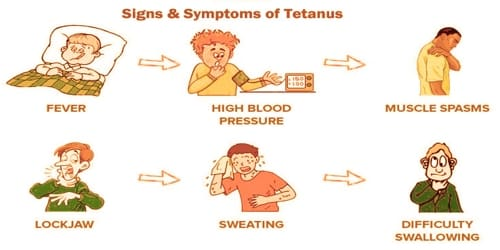 Signs & Symptoms of Tetanus
FEVER
HIGH BLOOD
PRESSURE
MUSCLE SPASMS
LOCKJAW
SWEATING
DIFFICULTY
SWALLOWING